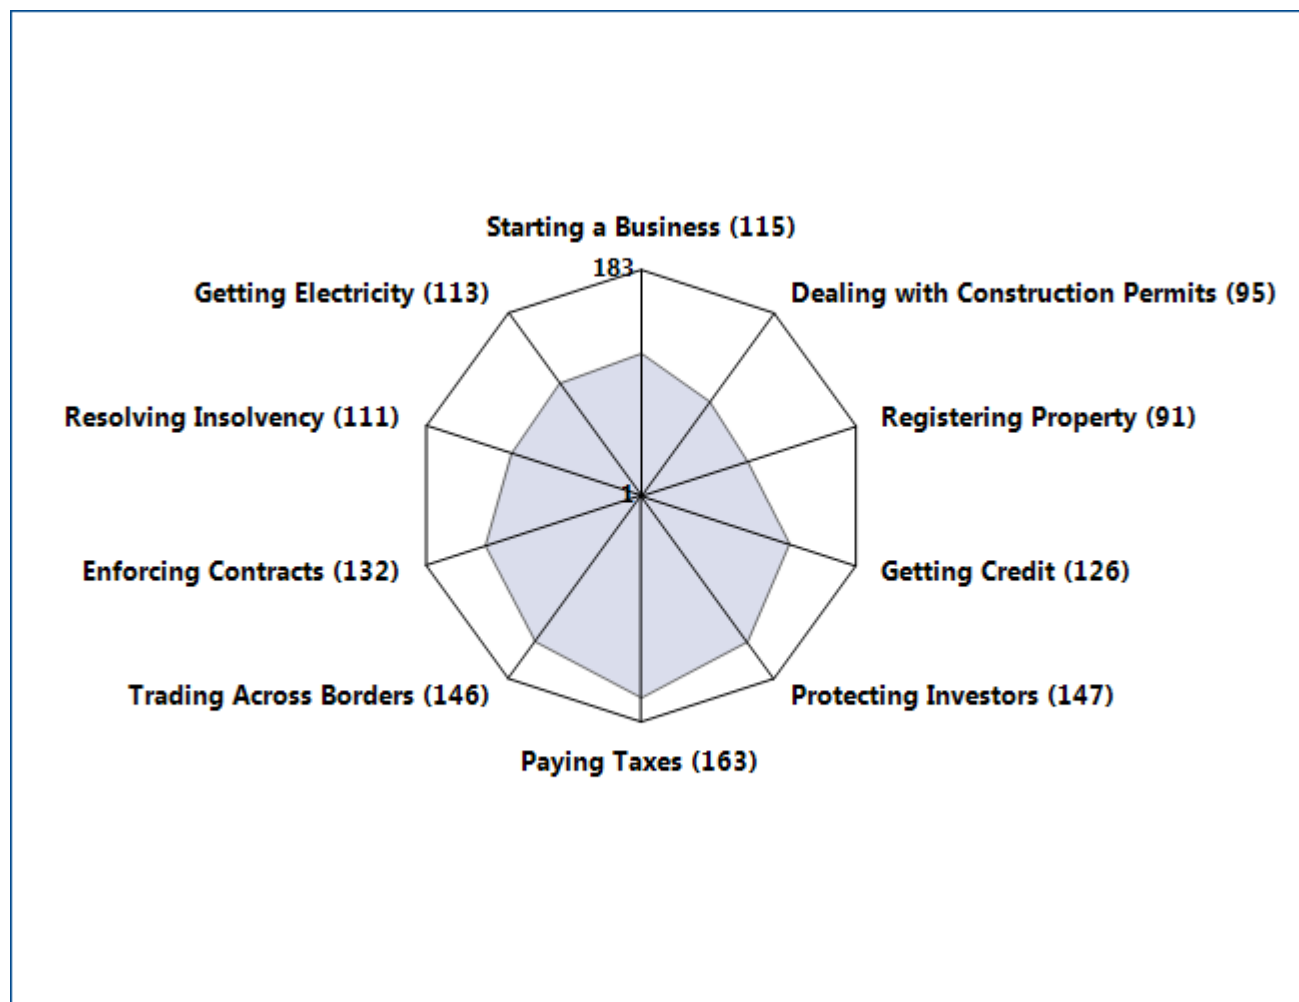 Starting a Business (115)
183
Getting Electricity (113)
Dealing with Construction Permits (95)
Resolving Insolvency (111)
Registering Property (91)
1
Enforcing Contracts (132)
Getting Credit (126)
Trading Across Borders (146)
Protecting Investors (147)
Paying Taxes (163)